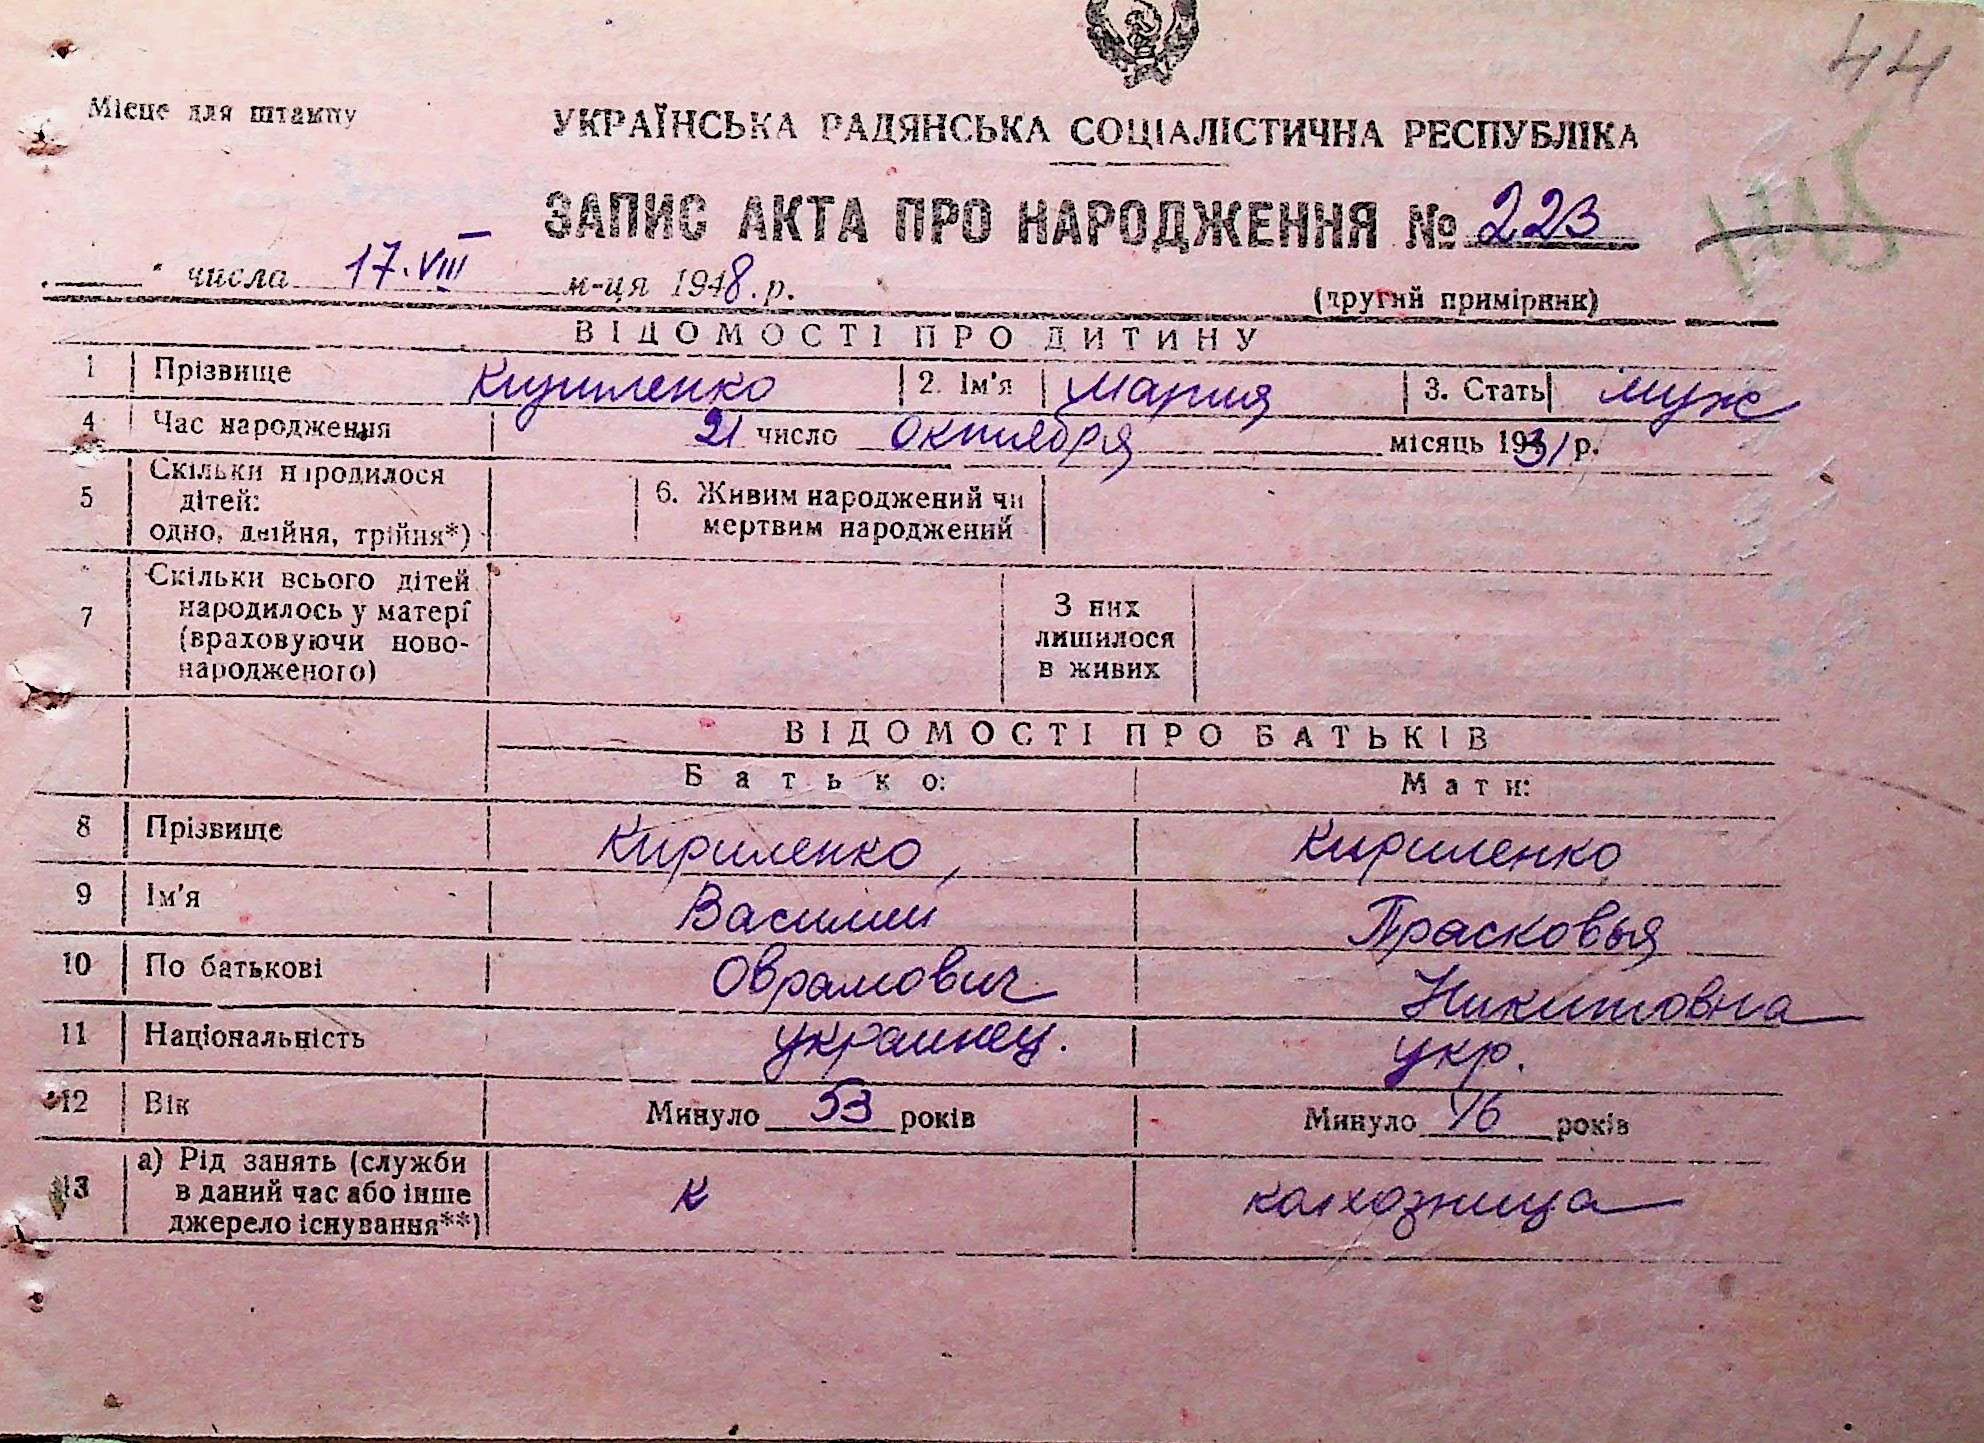 44
Місце для штампу
УКРАЇНСЬКА РАДЯНСЬКА СОЦІАЛІСТИЧНА РЕСПУБЛІКА
ЗАПИС АКТА ПРО НАРОДЖЕННЯ № 223
" числа 17.VIII м-ця 1948. р.
(другий примірник)
ВІДОМОСТІ ПРО ДИТИНУ
1 Прізвище Кириленко 2. Ім'я Мария 3. Стать муж
4 Час народження 21 число Октября місяць 1931 р.
5 Скільки народилося дітей: одно, двійня, трійня*) 6. Живим народжений чи мертвим народжений
7 Скільки всього дітей народилось у матері (враховуючи ново-народженого) З них лишилося в живих
ВІДОМОСТІ ПРО БАТЬКІВ
Батько: Мати:
8 Прізвище Кириленко, Кириленко
9 Ім'я Василии Прасковья
10 По батькові Оврамович Никитовна
11 Національність украинец. укр.
12 Вік Минуло 53 років Минуло 46 років
13 а) Рід занять (служби в даний час або інше джерело існування**) к колхозница